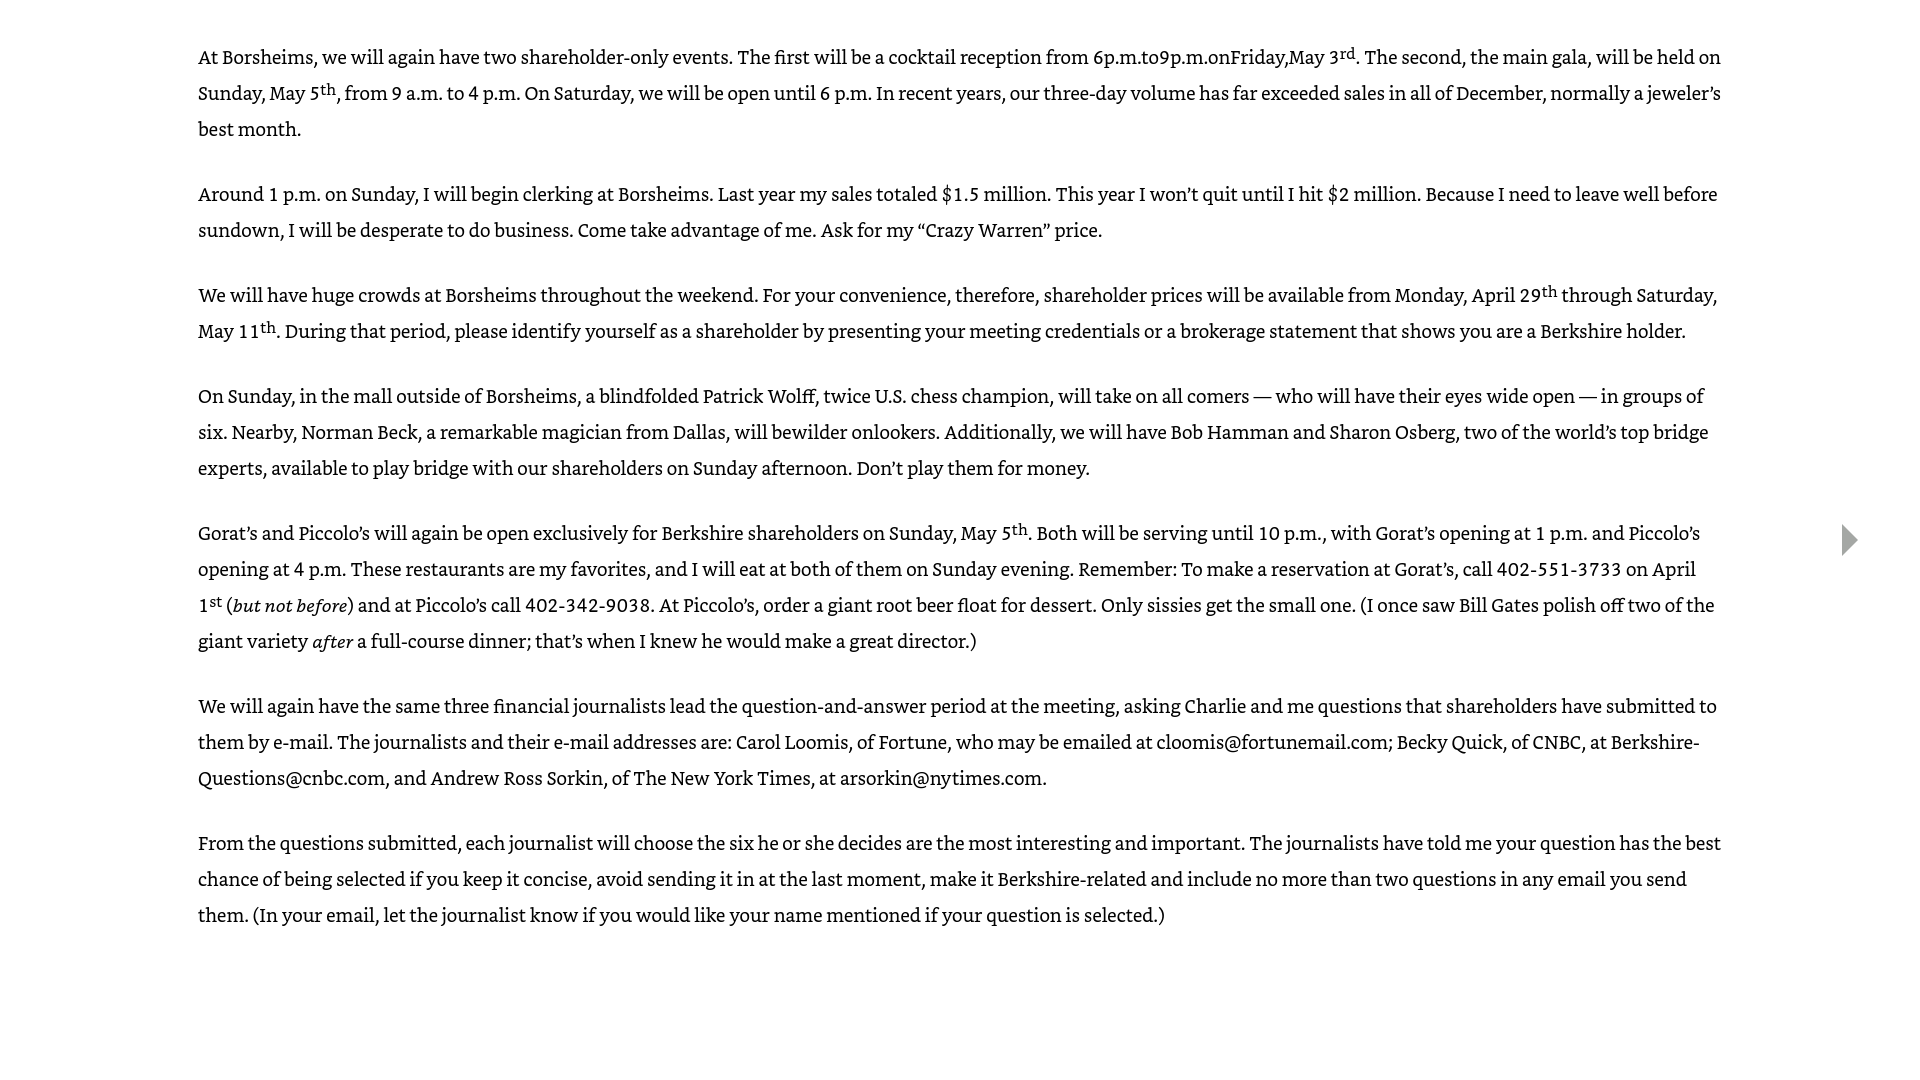 At Borsheims, we will again have two shareholder-only events. The first will be a cocktail reception from 6p.m.to9p.m.onFriday,May 3rd. The second, the main gala, will be held on
Sunday, May 5th, from 9 a.m. to 4 p.m. On Saturday, we will be open until 6 p.m. In recent years, our three-day volume has far exceeded sales in all of December, normally a jeweler’s
best month.
Around 1 p.m. on Sunday, I will begin clerking at Borsheims. Last year my sales totaled $1.5 million. This year I won’t quit until I hit $2 million. Because I need to leave well before
sundown, I will be desperate to do business. Come take advantage of me. Ask for my “Crazy Warren” price.
We will have huge crowds at Borsheims throughout the weekend. For your convenience, therefore, shareholder prices will be available from Monday, April 29th through Saturday,
May 11th. During that period, please identify yourself as a shareholder by presenting your meeting credentials or a brokerage statement that shows you are a Berkshire holder.
On Sunday, in the mall outside of Borsheims, a blindfolded Patrick Wolff, twice U.S. chess champion, will take on all comers — who will have their eyes wide open — in groups of
six. Nearby, Norman Beck, a remarkable magician from Dallas, will bewilder onlookers. Additionally, we will have Bob Hamman and Sharon Osberg, two of the world’s top bridge
experts, available to play bridge with our shareholders on Sunday afternoon. Don’t play them for money.
Gorat’s and Piccolo’s will again be open exclusively for Berkshire shareholders on Sunday, May 5th. Both will be serving until 10 p.m., with Gorat’s opening at 1 p.m. and Piccolo’s
opening at 4 p.m. These restaurants are my favorites, and I will eat at both of them on Sunday evening. Remember: To make a reservation at Gorat’s, call 402-551-3733 on April
1st (but not before) and at Piccolo’s call 402-342-9038. At Piccolo’s, order a giant root beer float for dessert. Only sissies get the small one. (I once saw Bill Gates polish off two of the
giant variety after a full-course dinner; that’s when I knew he would make a great director.)
We will again have the same three financial journalists lead the question-and-answer period at the meeting, asking Charlie and me questions that shareholders have submitted to
them by e-mail. The journalists and their e-mail addresses are: Carol Loomis, of Fortune, who may be emailed at cloomis@fortunemail.com; Becky Quick, of CNBC, at Berkshire-
Questions@cnbc.com, and Andrew Ross Sorkin, of The New York Times, at arsorkin@nytimes.com.
From the questions submitted, each journalist will choose the six he or she decides are the most interesting and important. The journalists have told me your question has the best
chance of being selected if you keep it concise, avoid sending it in at the last moment, make it Berkshire-related and include no more than two questions in any email you send
them. (In your email, let the journalist know if you would like your name mentioned if your question is selected.)